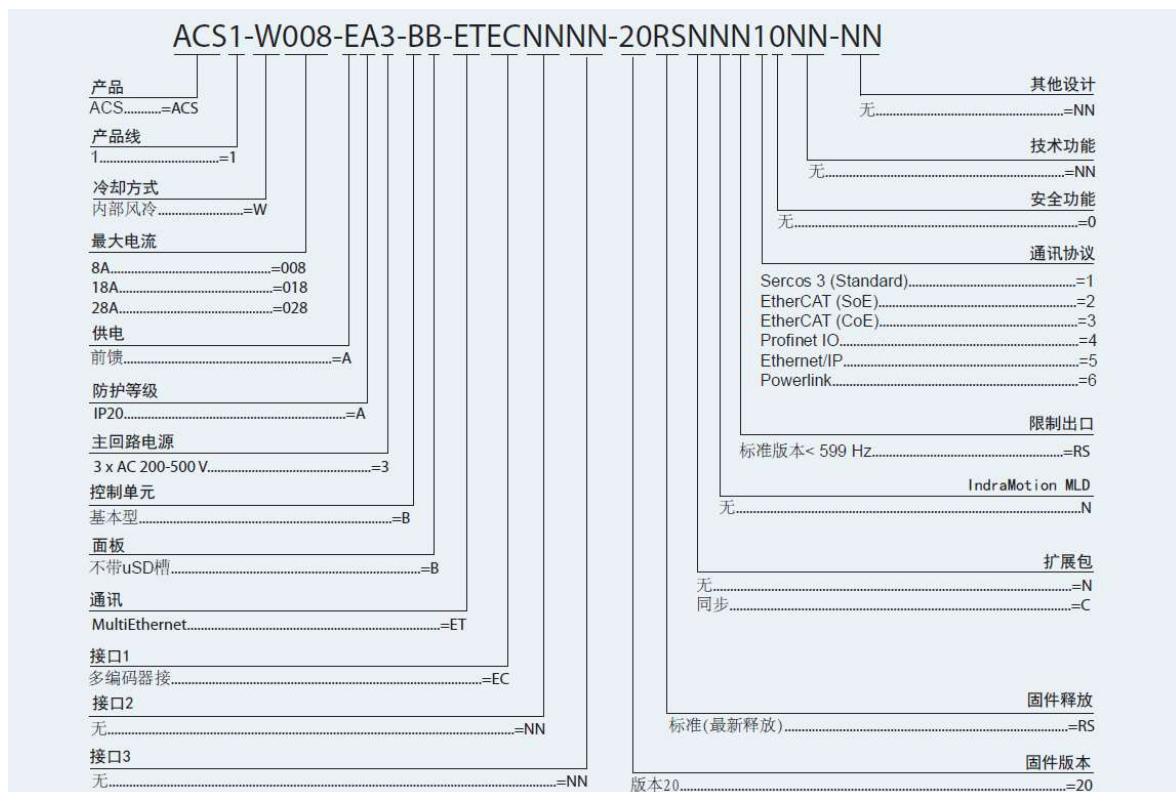 ACS1-W008-EA3-BB-ETECNNNN-20RSNNN10NN-NN
产品
ACS...........=ACS
产品线
1................................=1
冷却方式
内部风冷.......................=W
最大电流
8A...........................................=008
18A.........................................=018
28A.........................................=028
供电
前馈................................................................=A
防护等级
IP20............................................................=A
主回路电源
3 x AC 200-500 V............................................=3
控制单元
基本型....................................................................=B
面板
不带uSD槽...................................................................=B
通讯
MultiEthernet....................................................................=ET
接口1
多编码器接....................................................................................=EC
接口2
无.............................................................................................................=NN
接口3
无................................................................................................................................=NN
其他设计
无...................................................=NN
技术功能
无.................................................................=NN
安全功能
无............................................................................=0
通讯协议
Sercos 3 (Standard).............................................=1
EtherCAT (SoE).....................................................=2
EtherCAT (CoE).....................................................=3
Profinet IO................................................................=4
Ethernet/IP...............................................................=5
Powerlink..................................................................=6
限制出口
标准版本< 599 Hz...................................................=RS
IndraMotion MLD
无..............................................................................................N
扩展包
无..................................................................................................=N
同步..............................................................................................=C
固件释放
标准(最新释放)..............................................................................=RS
固件版本
版本20.........................................................................................................=20